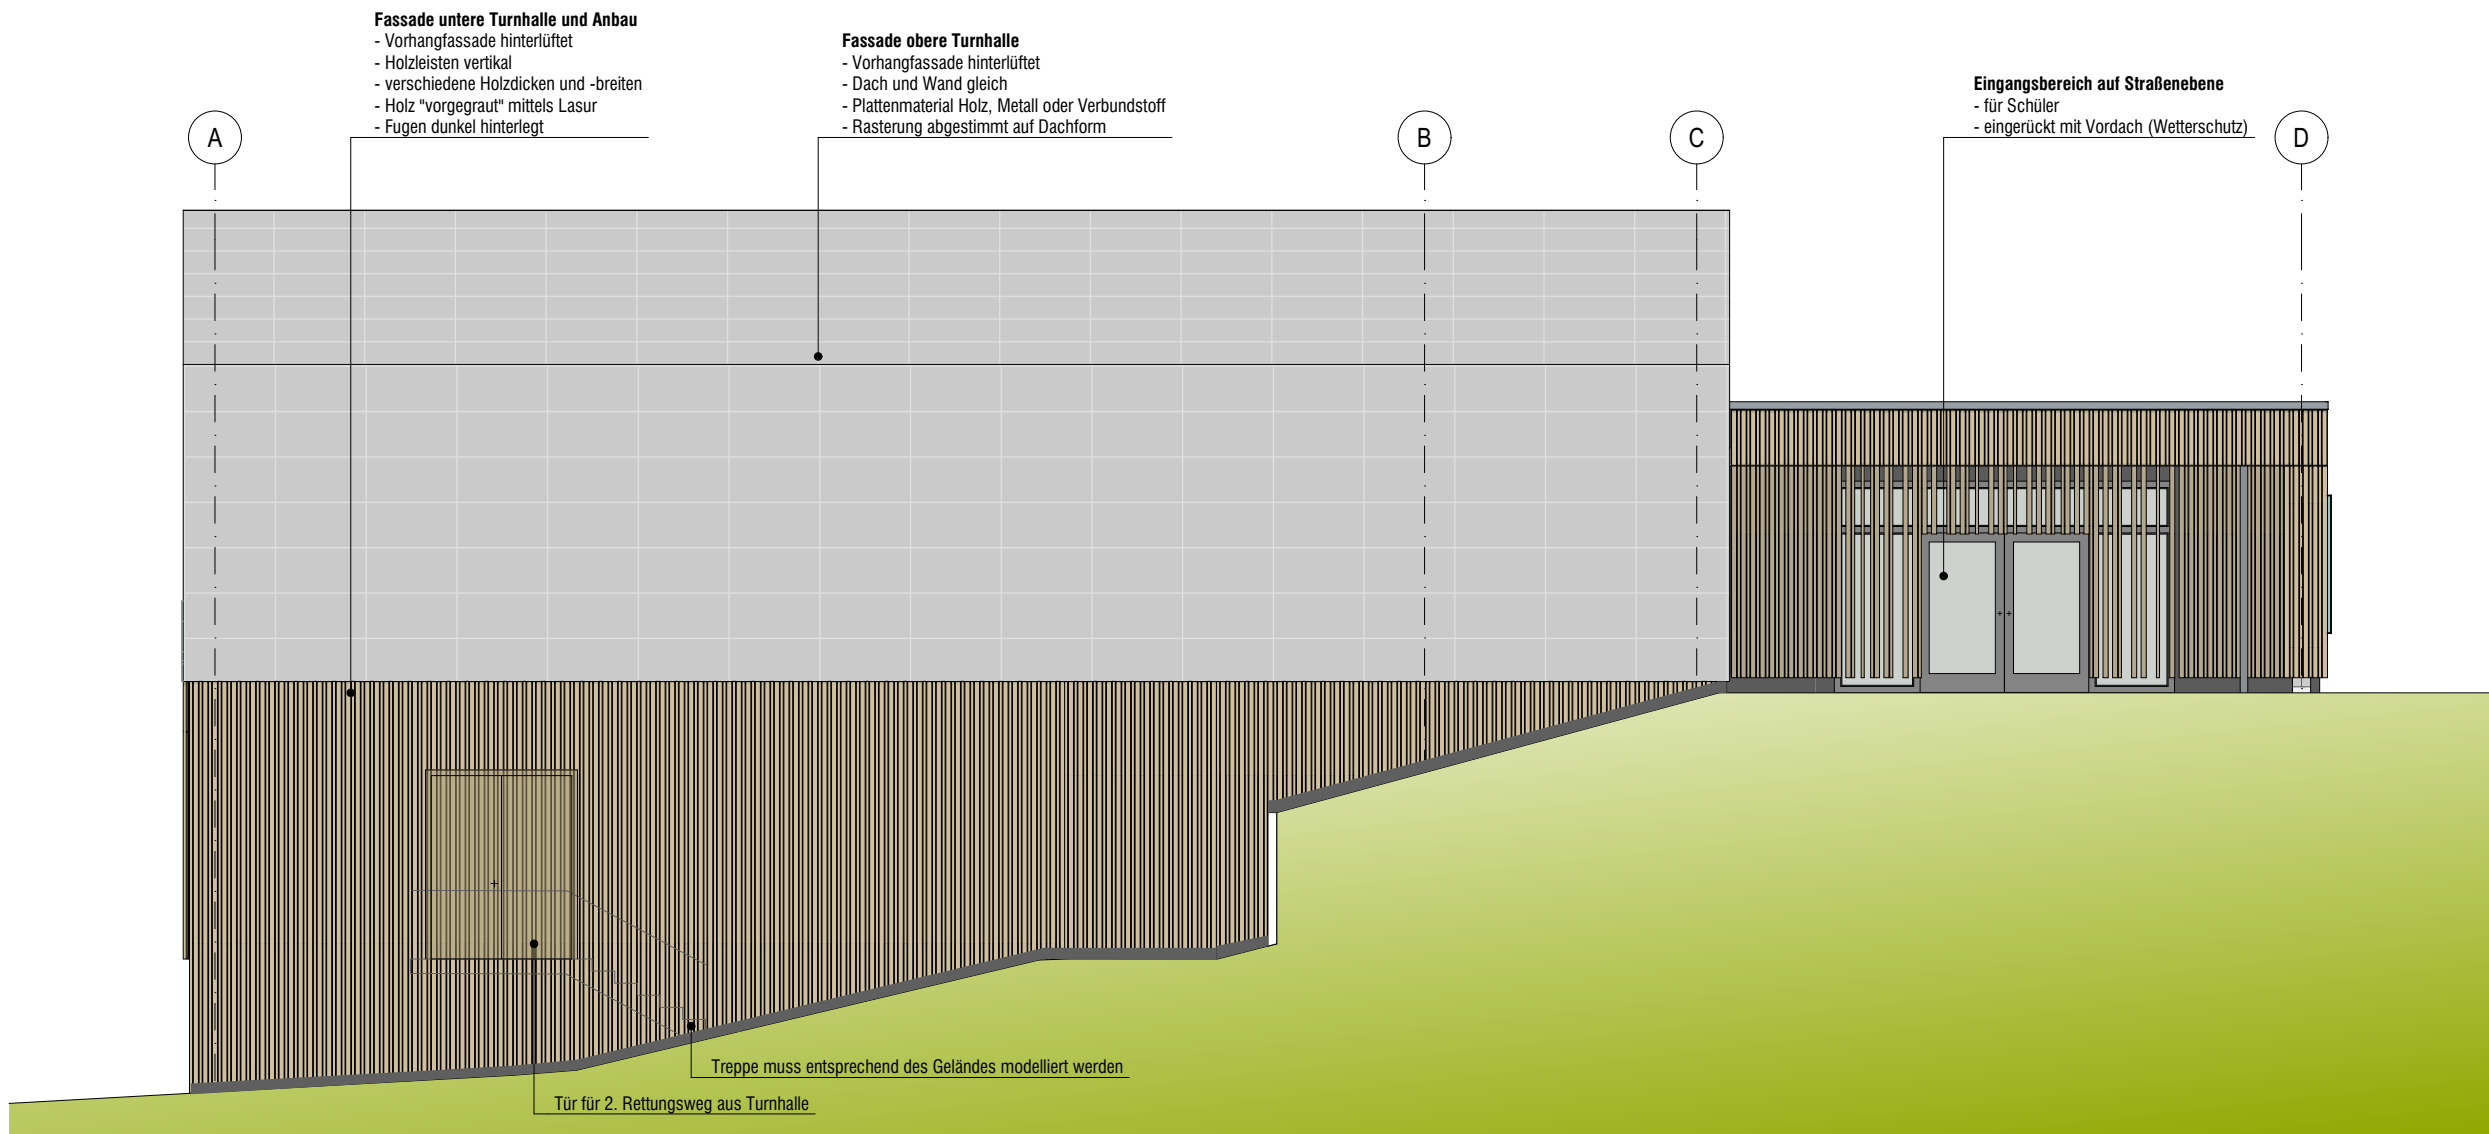 Fassade untere Turnhalle und Anbau
- Vorhangfassade hinterlüftet
- Holzleisten vertikal
- verschiedene Holzdicken und -breiten
- Holz "vorgegraut" mittels Lasur
- Fugen dunkel hinterlegt
Fassade obere Turnhalle
- Vorhangfassade hinterlüftet
- Dach und Wand gleich
- Plattenmaterial Holz, Metall oder Verbundstoff
- Rasterung abgestimmt auf Dachform
Eingangsbereich auf Straßenebene
- für Schüler
- eingerückt mit Vordach (Wetterschutz)
A
B
C
D
Treppe muss entsprechend des Geländes modelliert werden
Tür für 2. Rettungsweg aus Turnhalle